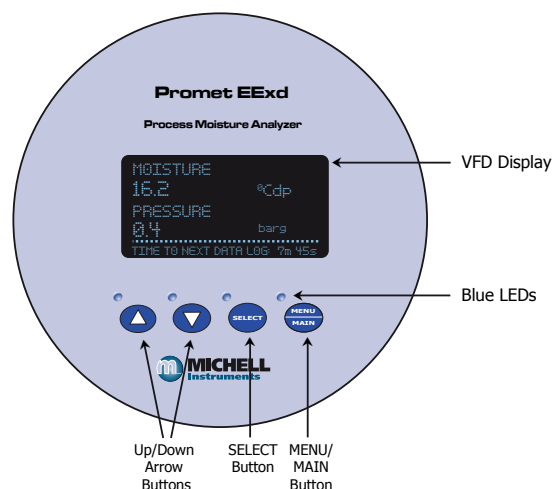 Promet EExd
Process Moisture Analyzer
MOISTURE
16.2 ºCdp
PRESSURE
0.4 barg
TIME TO NEXT DATA LOG: 7m 45s
VFD Display
Blue LEDs
SELECT
MENU
MAIN
MICHELL
Instruments
Up/Down
Arrow
Buttons
SELECT
Button
MENU/
MAIN
Button